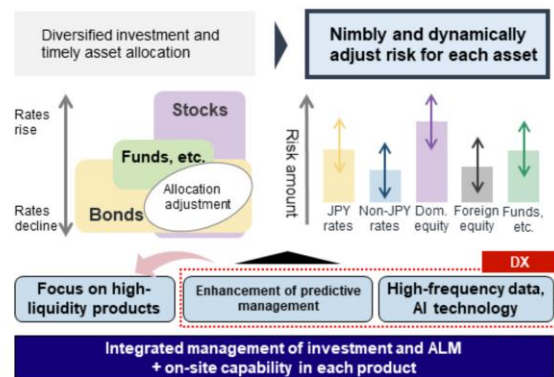 Diversified investment and
timely asset allocation
Nimbly and dynamically
adjust risk for each asset
Rates
rise
Stocks
Funds, etc.
Allocation
adjustment
Rates
decline
Bonds
Risk amount
JPY
rates
Non-JPY
rates
Dom.
equity
Foreign
equity
Funds,
etc.
DX
Focus on high-
liquidity products
Enhancement of predictive
management
High-frequency data,
AI technology
Integrated management of investment and ALM
+ on-site capability in each product